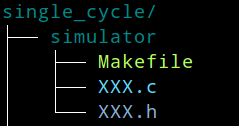 single_cycle/
├── simulator
│   ├── Makefile
│   ├── XXX.c
│   └── XXX.h